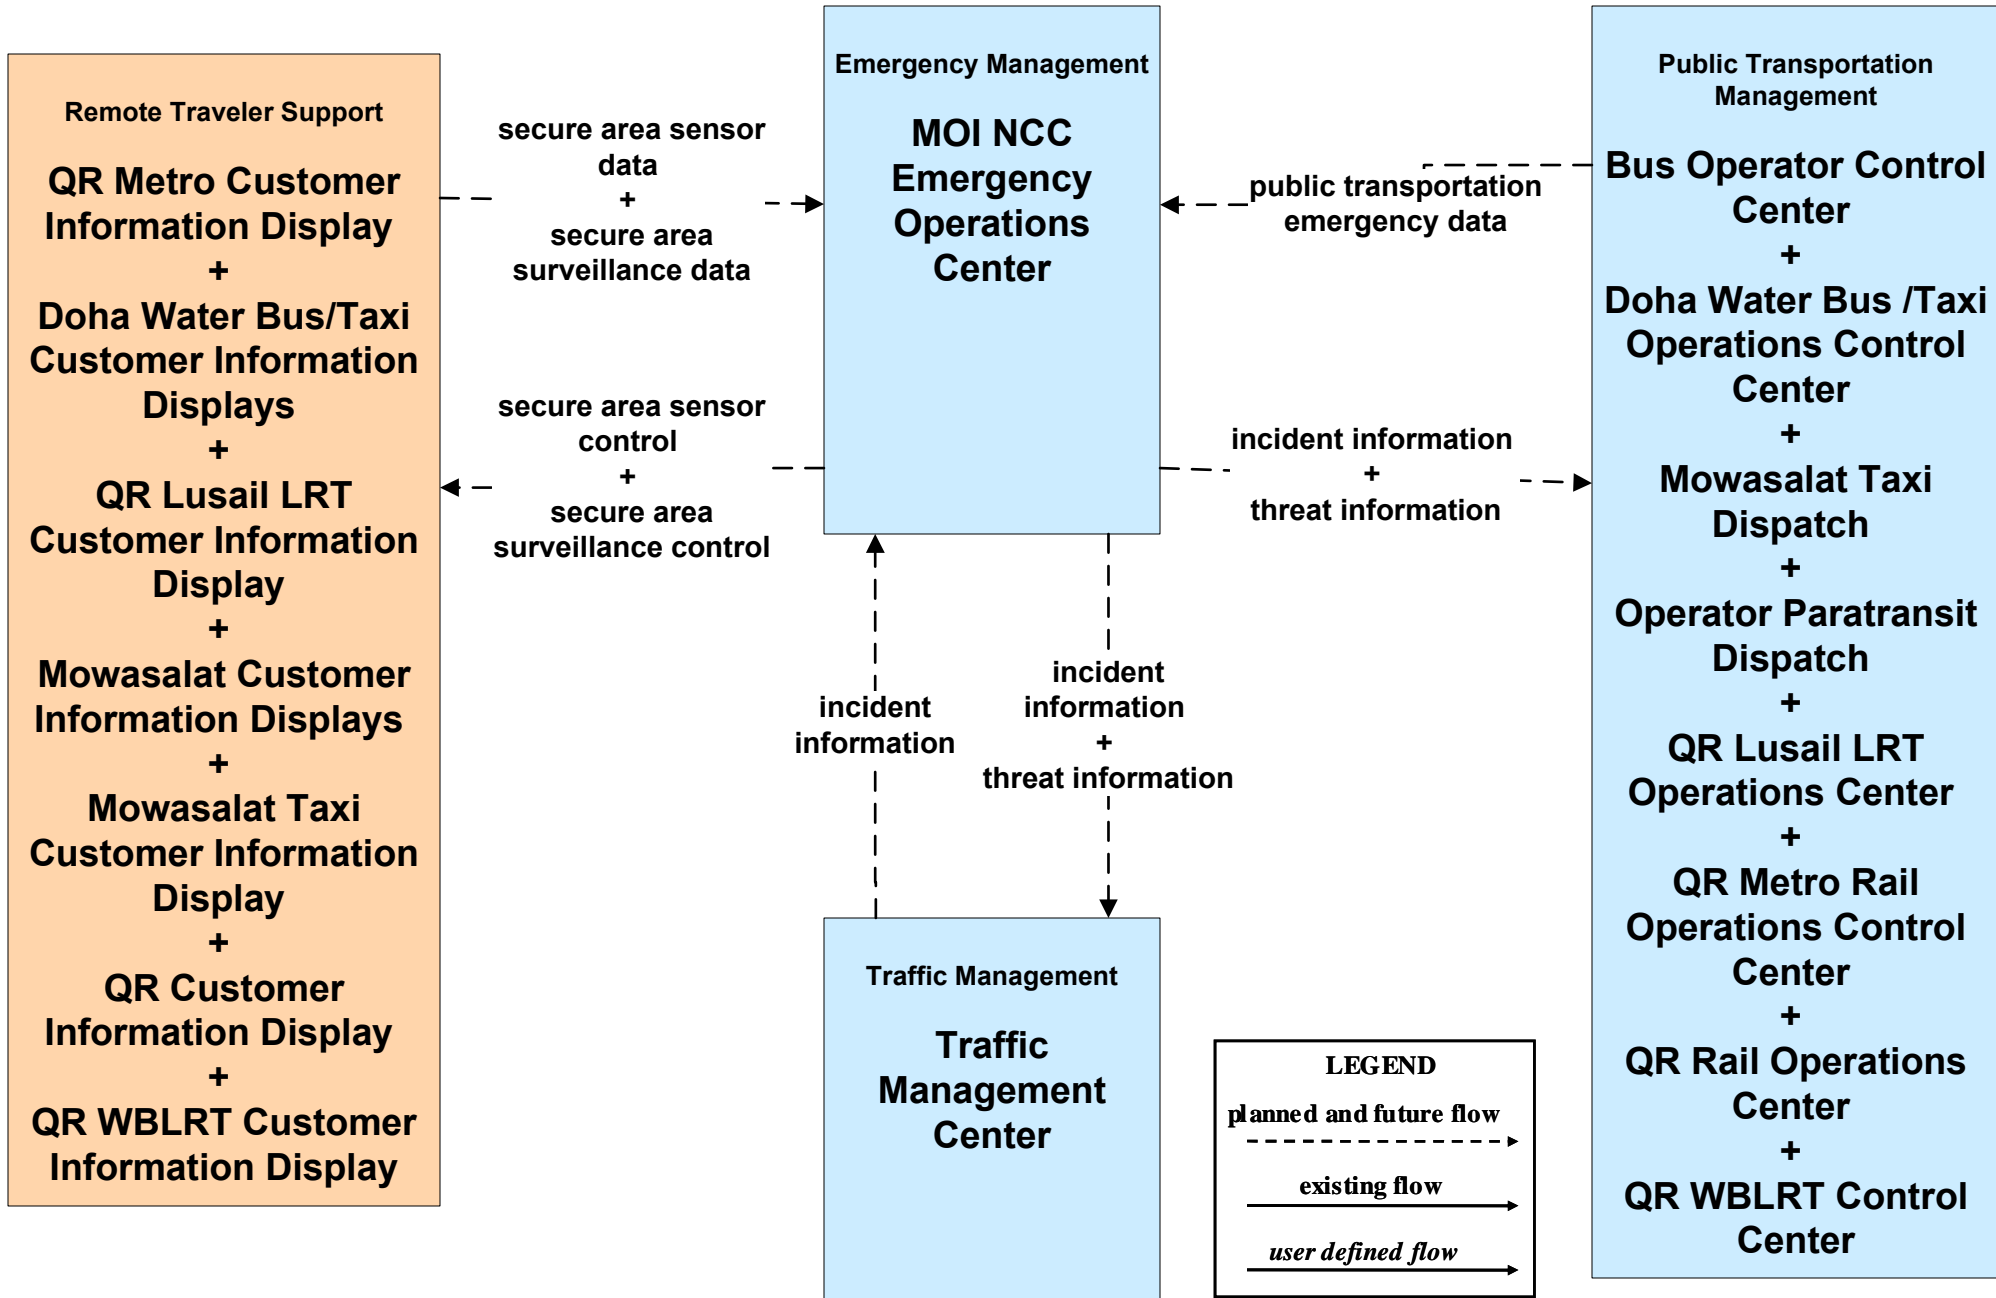 Remote Traveler Support
QR Metro Customer
Information Display
+
Doha Water Bus/Taxi
Customer Information
Displays
+
QR Lusail LRT
Customer Information
Display
+
Mowasalat Customer
Information Displays
+
Mowasalat Taxi
Customer Information
Display
+
QR Customer
Information Display
+
QR WBLRT Customer
Information Display
secure area sensor
data
+
secure area
surveillance data
secure area sensor
control
+
secure area
surveillance control
Emergency Management
MOI NCC
Emergency
Operations
Center
incident
information
incident
information
+
threat information
Traffic Management
Traffic
Management
Center
public transportation
emergency data
incident information
+
threat information
LEGEND
planned and future flow
existing flow
user defined flow
Public Transportation
Management
Bus Operator Control
Center
+
Doha Water Bus /Taxi
Operations Control
Center
+
Mowasalat Taxi
Dispatch
+
Operator Paratransit
Dispatch
+
QR Lusail LRT
Operations Center
+
QR Metro Rail
Operations Control
Center
+
QR Rail Operations
Center
+
QR WBLRT Control
Center